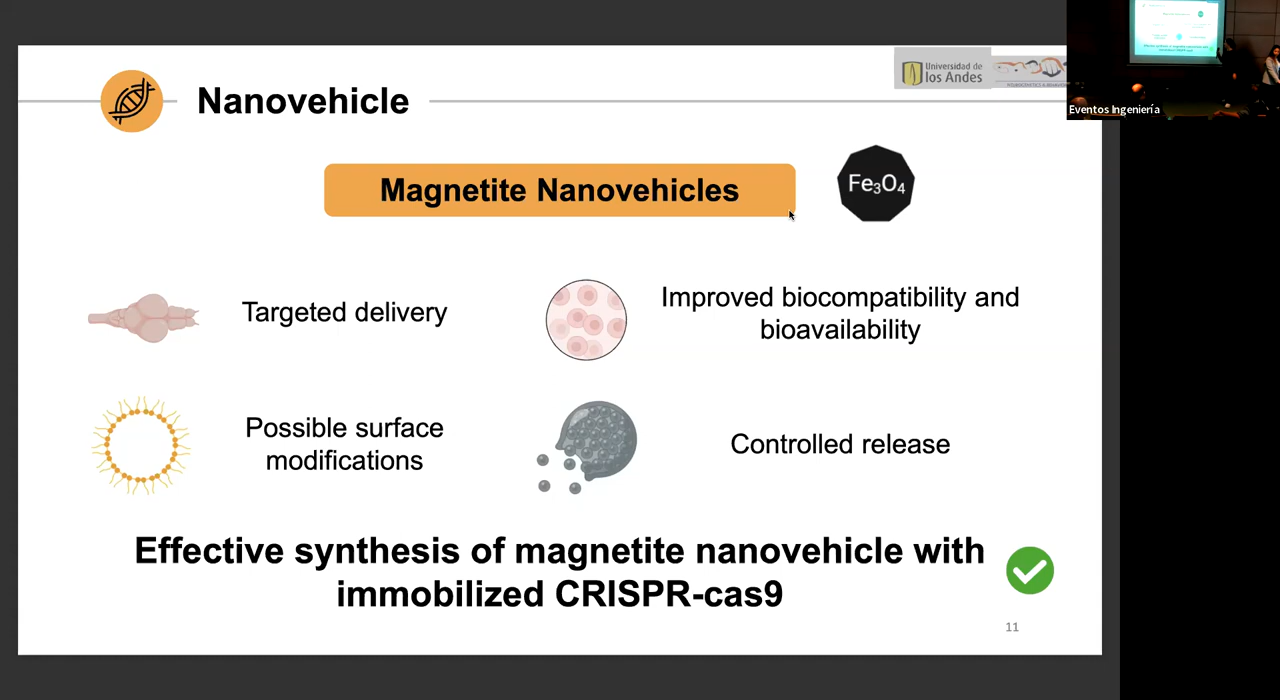 Universidad de
los Andes
Eventos Ingeniería
Nanovehicle
Magnetite Nanovehicles
Fe₃O₄
Targeted delivery
Improved biocompatibility and
bioavailability
Possible surface
modifications
Controlled release
Effective synthesis of magnetite nanovehicle with
immobilized CRISPR-cas9
11